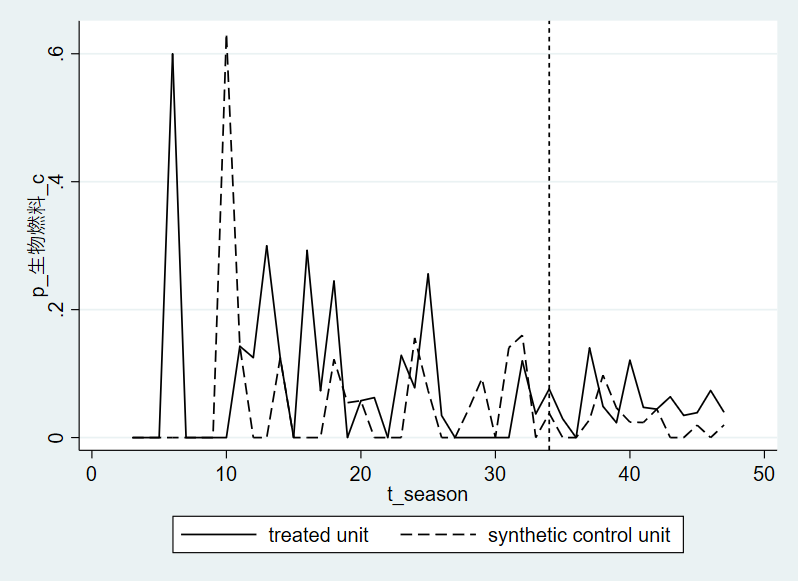 .6
.4
.2
0
p_生物燃料_c
0 10 20 30 40 50
t_season
treated unit synthetic control unit